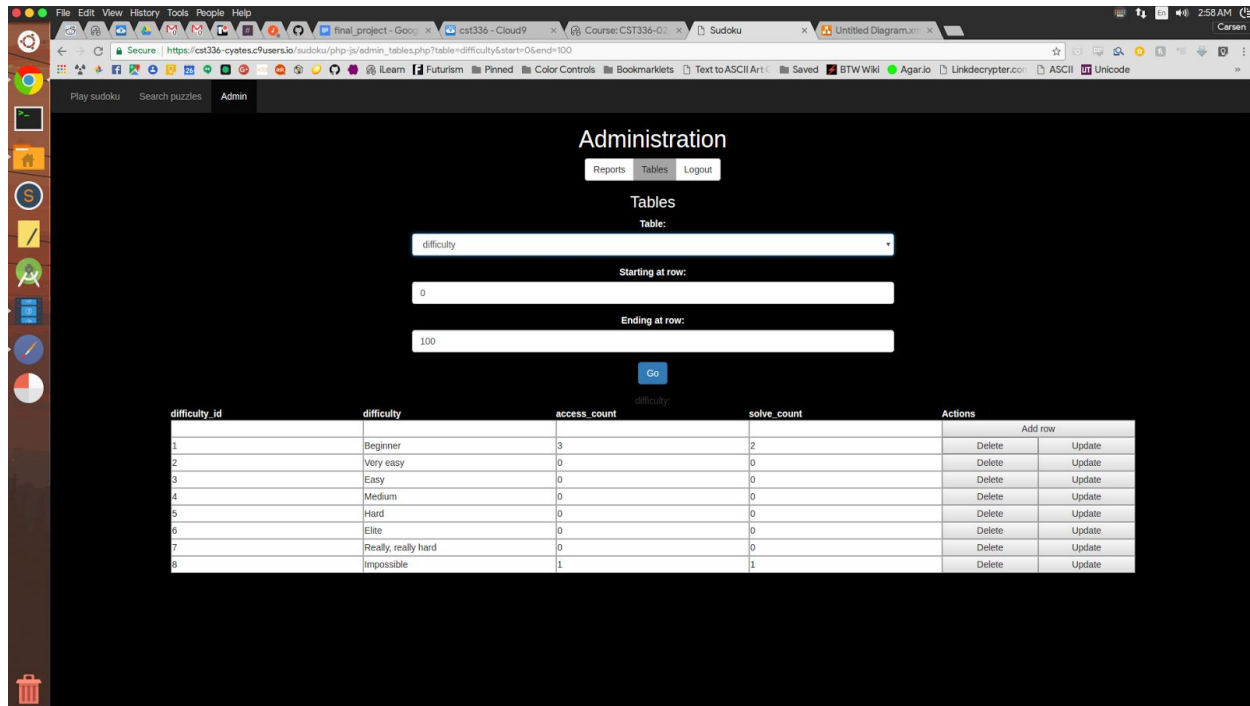 File Edit View History Tools People Help
En 2:58 AM
Carsen
final_project - Goog × cst336 - Cloud9 × Course: CST336-02 × Sudoku × Untitled Diagram.xm ×
Secure https://cst336-cyates.c9users.io/sudoku/php-js/admin_tables.php?table=difficulty&start=0&end=100
iLearn Futurism Pinned Color Controls Bookmarklets Text to ASCII Art Saved BTW Wiki Agar.io Linkdecrypter.com ASCII UT Unicode »
Play sudoku Search puzzles Admin
Administration
Reports Tables Logout
Tables
Table:
difficulty
Starting at row:
0
Ending at row:
100
Go
difficulty:
difficulty_id difficulty access_count solve_count Actions
Add row
1 Beginner 3 2 Delete Update
2 Very easy 0 0 Delete Update
3 Easy 0 0 Delete Update
4 Medium 0 0 Delete Update
5 Hard 0 0 Delete Update
6 Elite 0 0 Delete Update
7 Really, really hard 0 0 Delete Update
8 Impossible 1 1 Delete Update